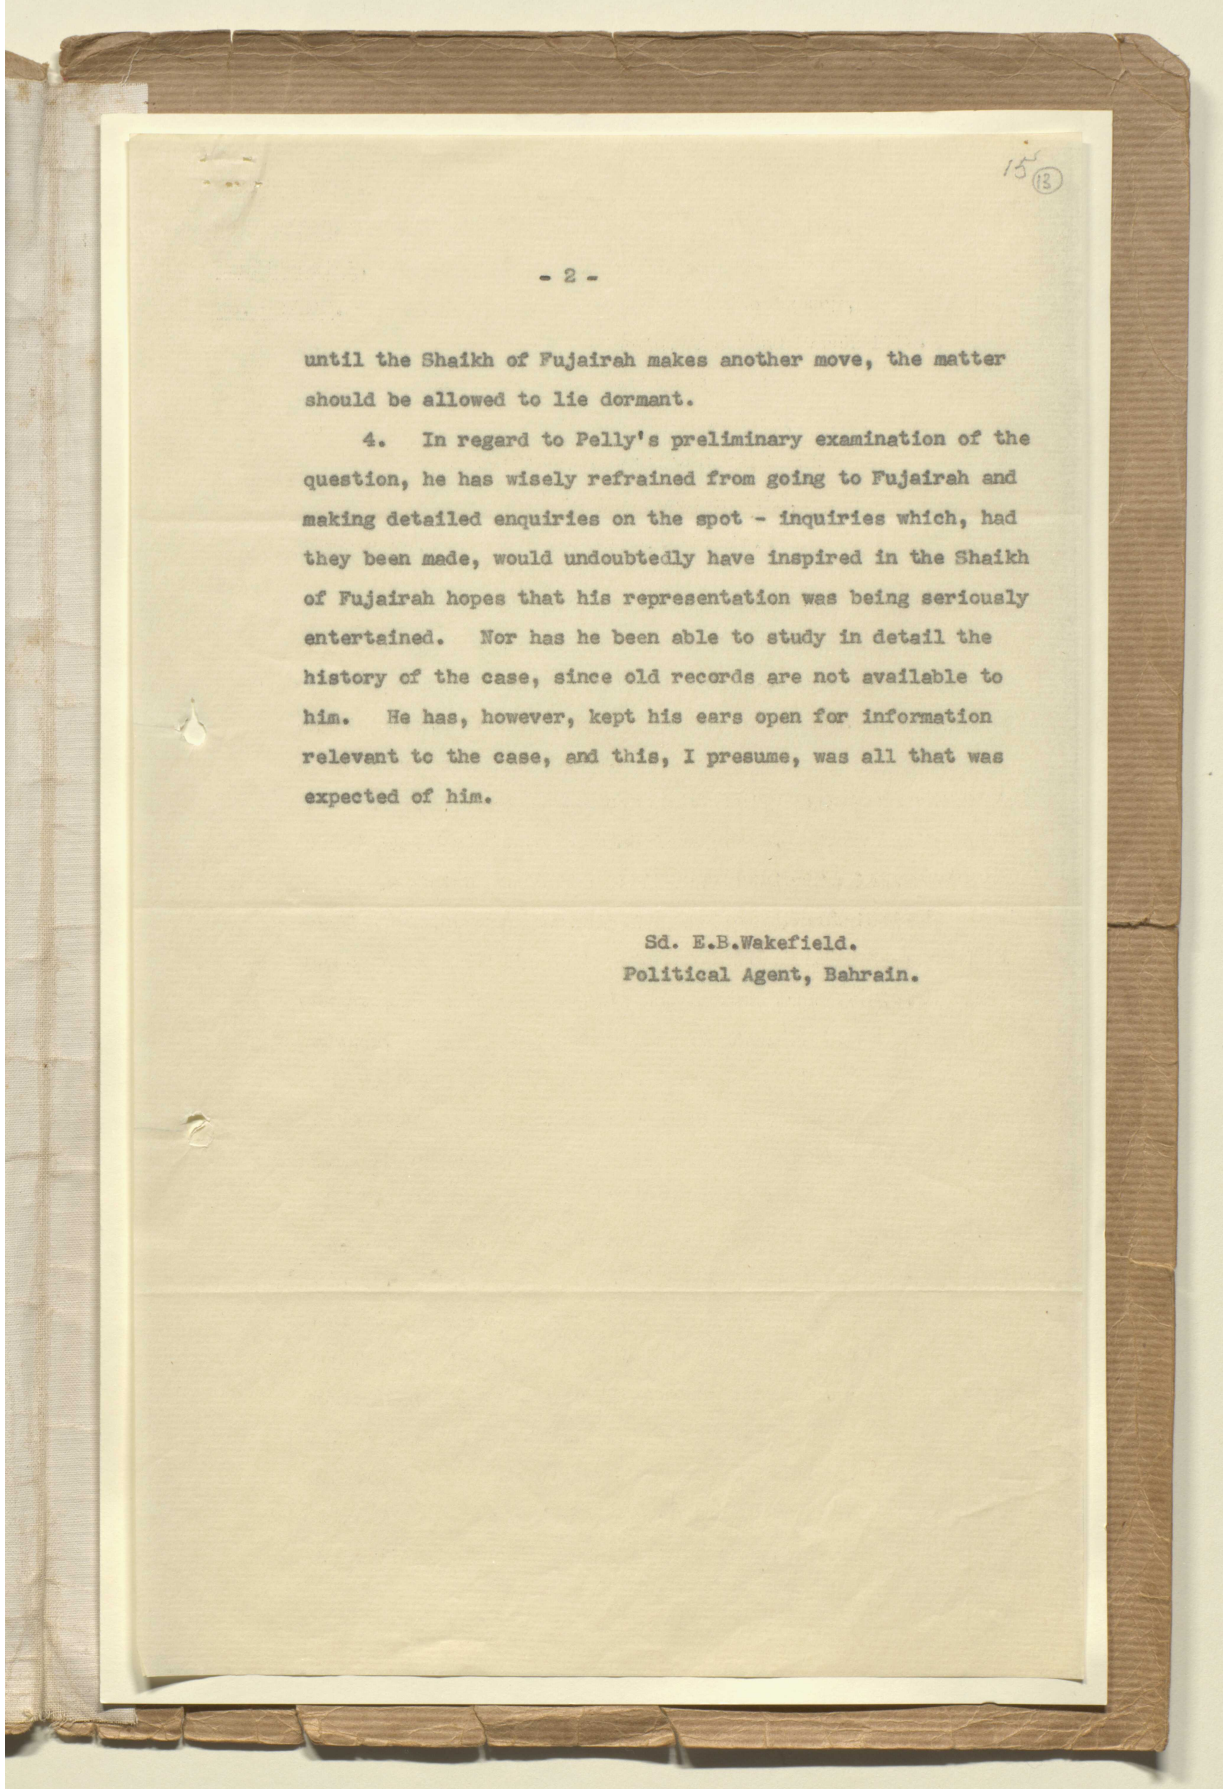 15
13
- 2 -
until the Shaikh of Fujairah makes another move, the matter
should be allowed to lie dormant.
4. In regard to Pelly's preliminary examination of the
question, he has wisely refrained from going to Fujairah and
making detailed enquiries on the spot - inquiries which, had
they been made, would undoubtedly have inspired in the Shaikh
of Fujairah hopes that his representation was being seriously
entertained. Nor has he been able to study in detail the
history of the case, since old records are not available to
him. He has, however, kept his ears open for information
relevant to the case, and this, I presume, was all that was
expected of him.
Sd. E.B.Wakefield.
Political Agent, Bahrain.